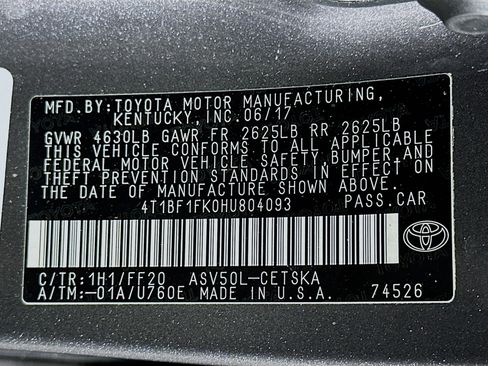 MFD.BY:TOYOTA MOTOR MANUFACTURING,
KENTUCKY, INC.06/17
GVWR 4630LB GAWR FR 2625LB RR 2625LB
THIS VEHICLE CONFORMS TO ALL APPLICABLE
FEDERAL MOTOR VEHICLE SAFETY, BUMPER, AND
THEFT PREVENTION STANDARDS IN EFFECT ON
THE DATE OF MANUFACTURE SHOWN ABOVE.
4T1BF1FK0HU804093 PASS.CAR
C/TR:1H1/FF20 ASV50L-CETSKA
A/TM:-01A/U760E MADE IN U.S.A. 74526